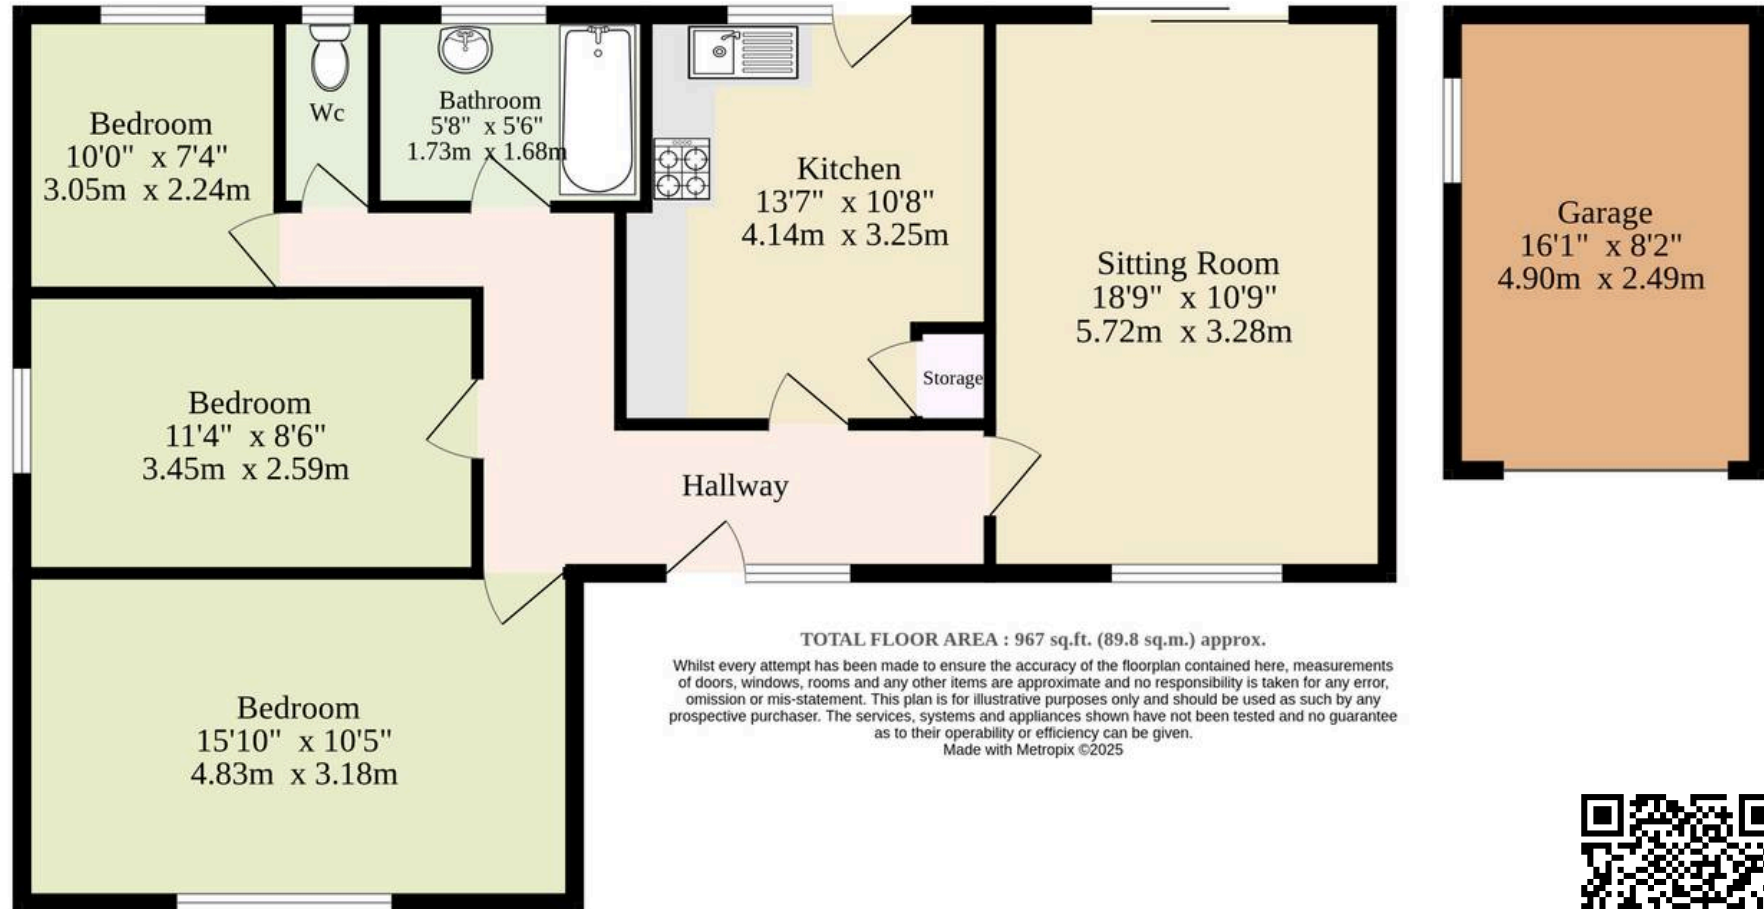 Bedroom
10'0" x 7'4"
3.05m x 2.24m
Wc
Bathroom
5'8" x 5'6"
1.73m x 1.68m
Kitchen
13'7" x 10'8"
4.14m x 3.25m
Sitting Room
18'9" x 10'9"
5.72m x 3.28m
Garage
16'1" x 8'2"
4.90m x 2.49m
Bedroom
11'4" x 8'6"
3.45m x 2.59m
Storage
Hallway
Bedroom
15'10" x 10'5"
4.83m x 3.18m
TOTAL FLOOR AREA : 967 sq.ft. (89.8 sq.m.) approx.
Whilst every attempt has been made to ensure the accuracy of the floorplan contained here, measurements
of doors, windows, rooms and any other items are approximate and no responsibility is taken for any error,
omission or mis-statement. This plan is for illustrative purposes only and should be used as such by any
prospective purchaser. The services, systems and appliances shown have not been tested and no guarantee
as to their operability or efficiency can be given.
Made with Metropix ©2025